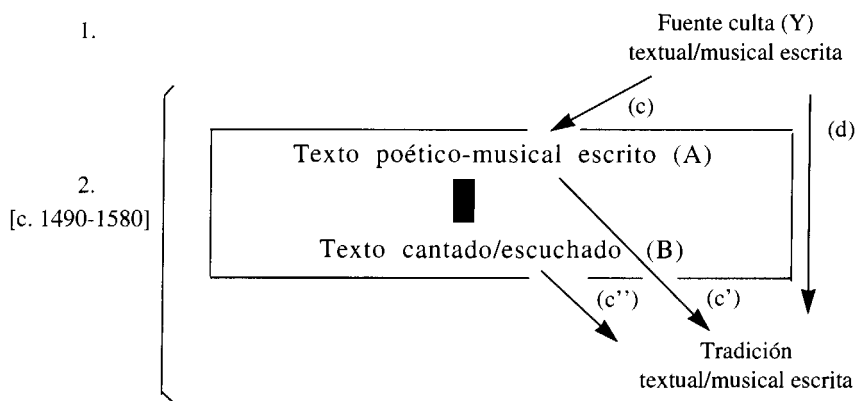 1.
Fuente culta (Y)
textual/musical escrita
(c)
(d)
Texto poético-musical escrito (A)
2.
[c. 1490-1580]
Texto cantado/escuchado (B)
(c'')
(c')
Tradición
textual/musical escrita